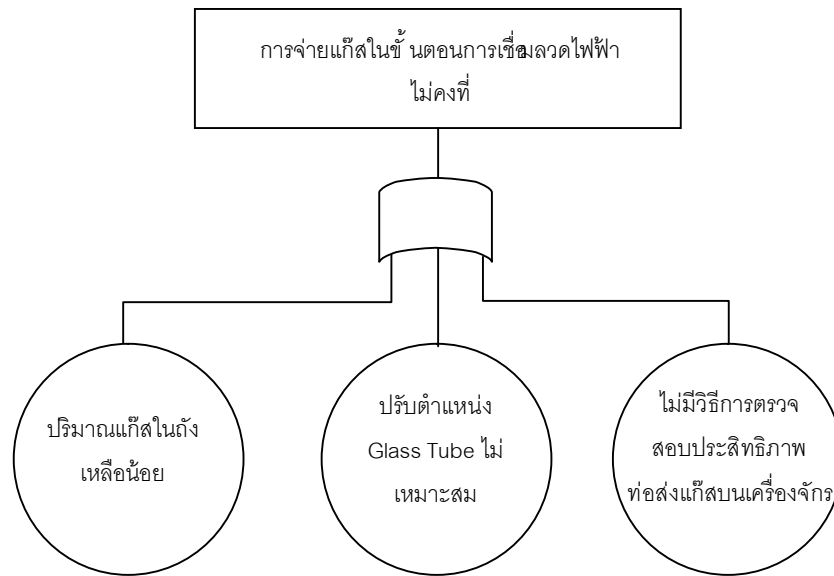 การจ่ายแก๊สในขั้นตอนการเชื่อมลวดไฟฟ้า
ไม่คงที่
ปริมาณแก๊สในถัง
เหลือน้อย
ปรับตำแหน่ง
Glass Tube ไม่
เหมาะสม
ไม่มีวิธีการตรวจ
สอบประสิทธิภาพ
ท่อส่งแก๊สบนเครื่องจักร